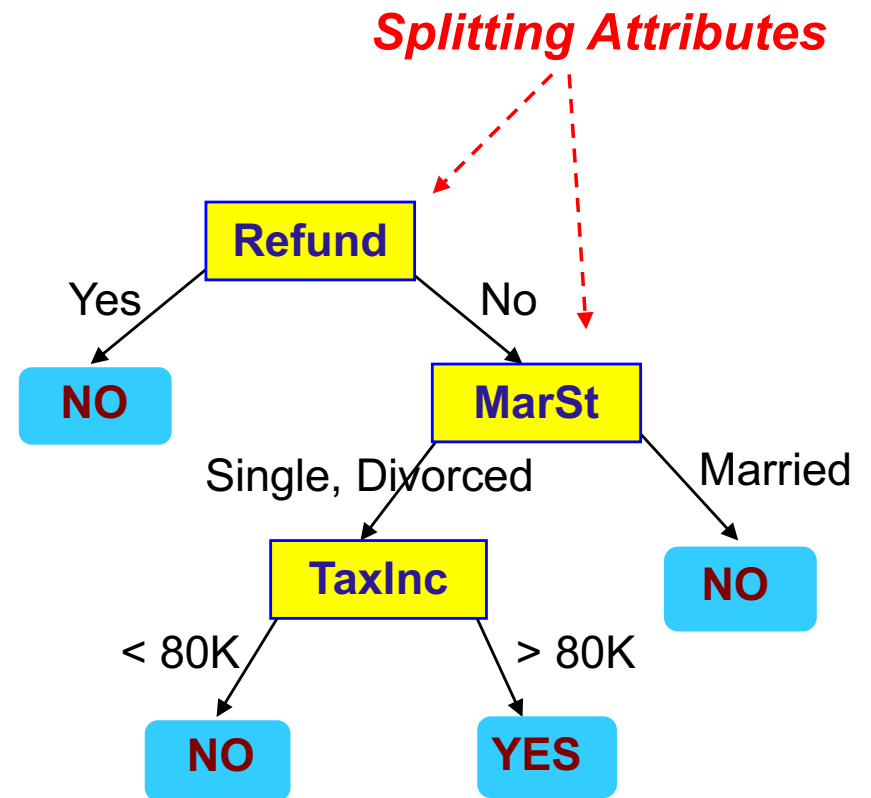 Splitting Attributes
Refund
Yes
No
NO
MarSt
Single, Divorced
Married
TaxInc
NO
< 80K
> 80K
NO
YES